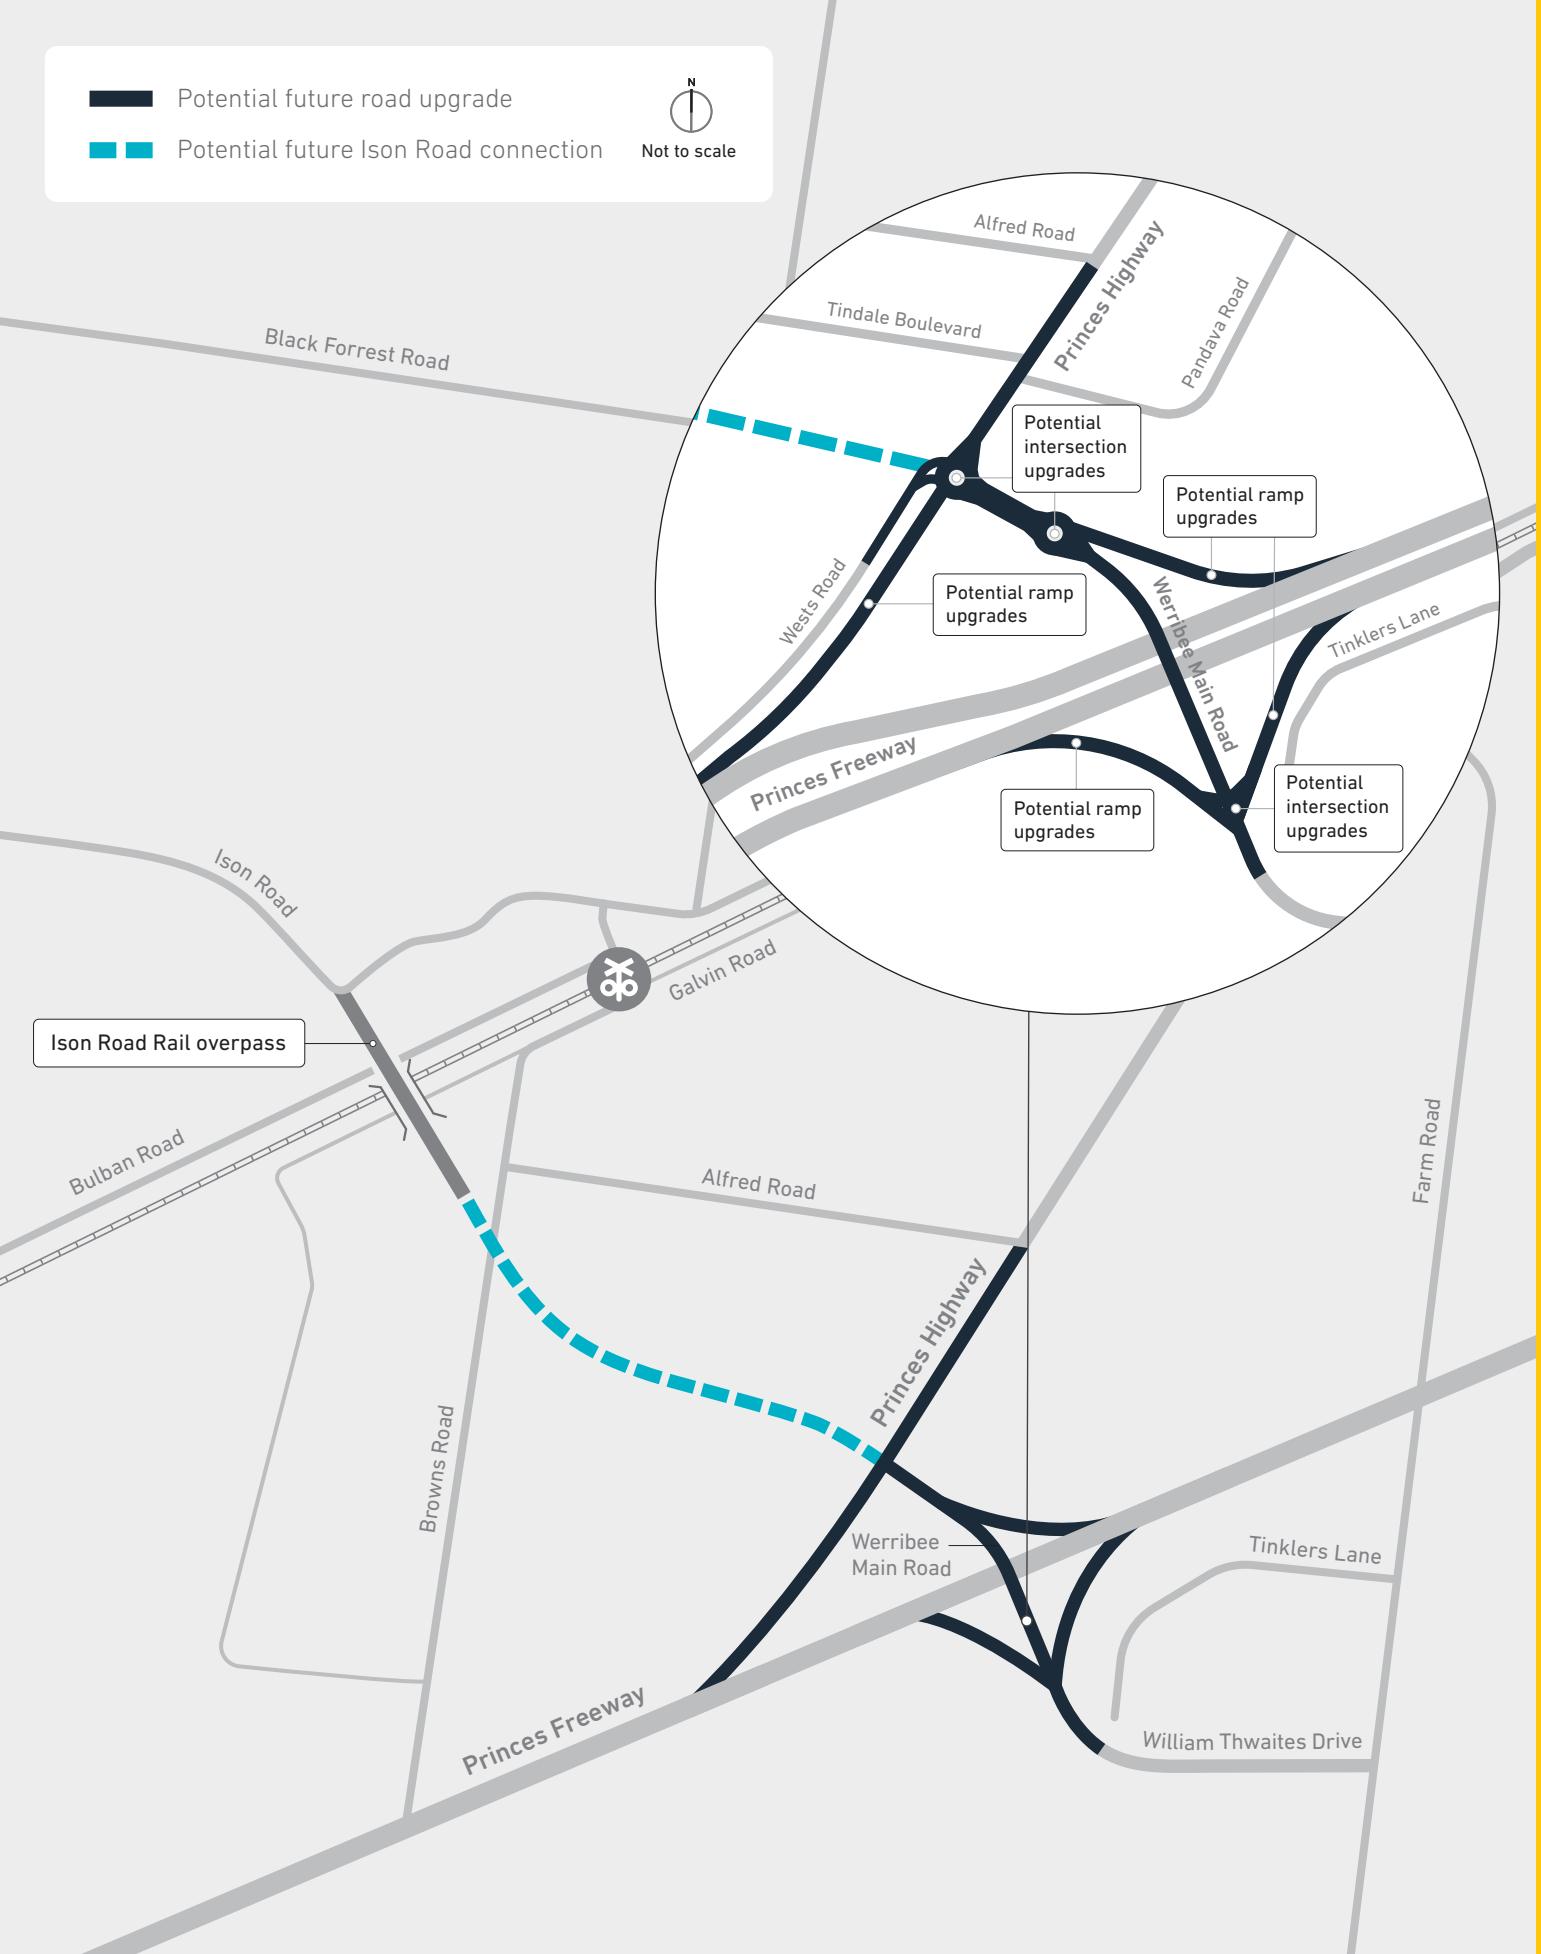 Potential future road upgrade
Potential future Ison Road connection
N
Not to scale
Alfred Road
Princes Highway
Pandava Road
Tindale Boulevard
Black Forrest Road
Potential
intersection
upgrades
Potential ramp
upgrades
Wests Road
Potential ramp
upgrades
Werribee Main Road
Tinklers Lane
Princes Freeway
Potential ramp
upgrades
Potential
intersection
upgrades
Ison Road
Galvin Road
Ison Road Rail overpass
Bulban Road
Alfred Road
Farm Road
Princes Highway
Browns Road
Werribee
Main Road
Tinklers Lane
Princes Freeway
William Thwaites Drive